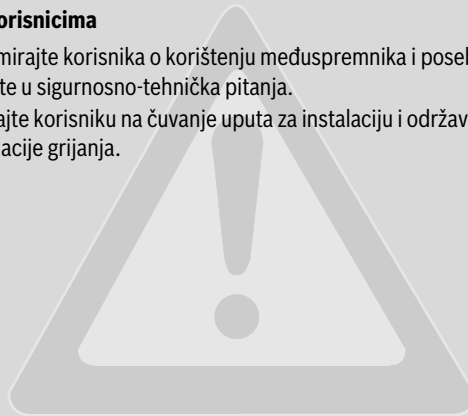 orisnicima
mirajte korisnika o korištenju međuspremnika i posel
te u sigurnosno-tehnička pitanja.
ajte korisniku na čuvanje uputa za instalaciju i održav
acije grijanja.